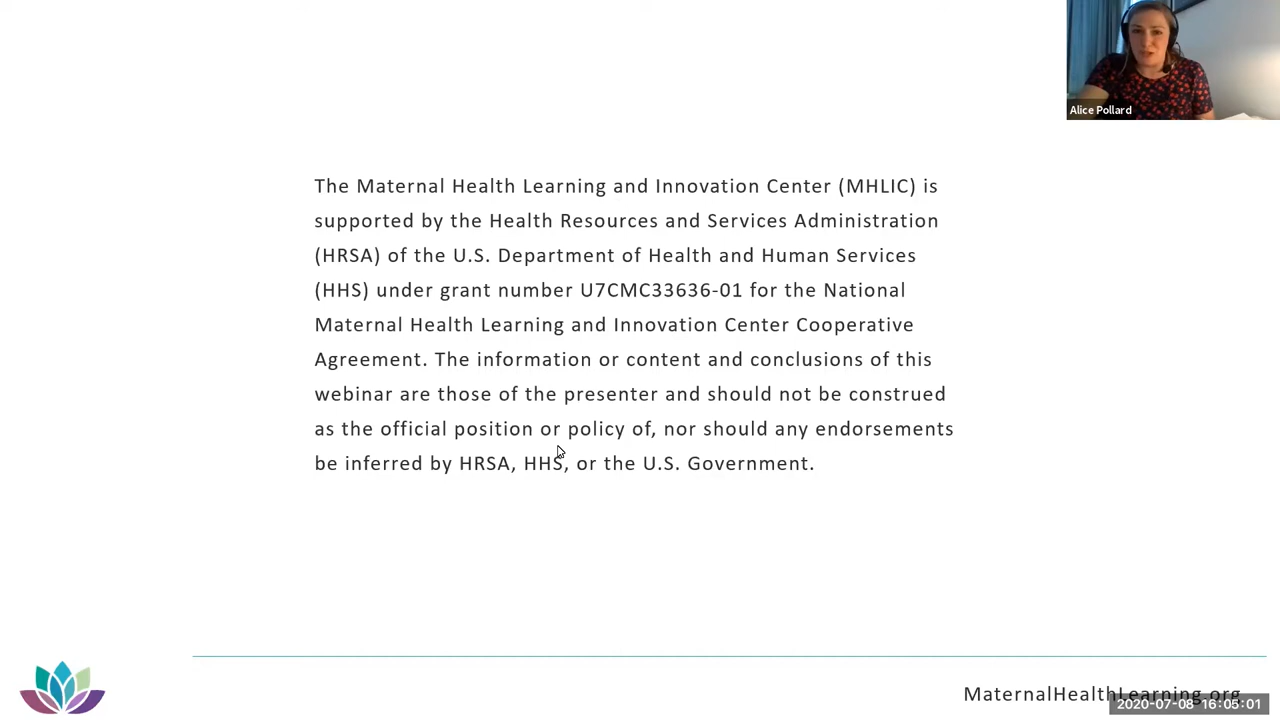 Alice Pollard
The Maternal Health Learning and Innovation Center (MHLIC) is
supported by the Health Resources and Services Administration
(HRSA) of the U.S. Department of Health and Human Services
(HHS) under grant number U7CMC33636-01 for the National
Maternal Health Learning and Innovation Center Cooperative
Agreement. The information or content and conclusions of this
webinar are those of the presenter and should not be construed
as the official position or policy of, nor should any endorsements
be inferred by HRSA, HHS, or the U.S. Government.
MaternalHealthLearning.org
2020-07-08 16:05:01